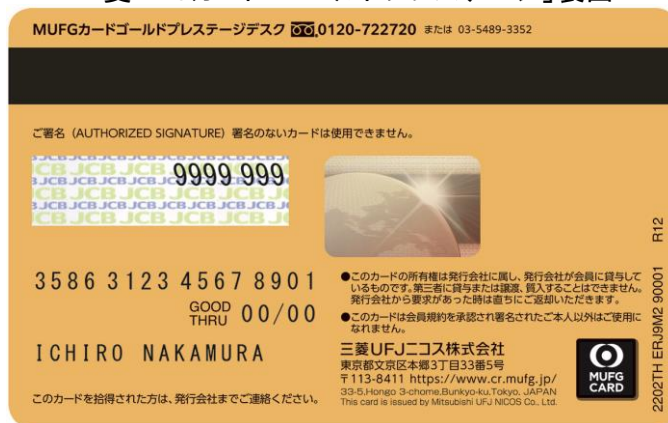 MUFGカードゴールドプレステージデスク 0120-722720 または 03-5489-3352
ご署名（AUTHORIZED SIGNATURE）署名のないカードは使用できません。
JCB JCB JCB JCB JCB JCB
9999 999
3586 3123 4567 8901
GOOD
THRU 00/00
ICHIRO NAKAMURA
このカードを拾得された方は、発行会社までご連絡ください。
●このカードの所有権は発行会社に属し、発行会社が会員に貸与して
いるものです。第三者に貸与または譲渡、質入することはできません。
発行会社から要求があった時は直ちにご返却いただきます。
●このカードは会員規約を承認され署名されたご本人以外はご使用に
なれません。
三菱UFJニコス株式会社
東京都文京区本郷3丁目33番5号
〒113-8411 https://www.cr.mufg.jp/
33-5,Hongo 3-chome,Bunkyo-ku,Tokyo, JAPAN
This card is issued by Mitsubishi UFJ NICOS Co., Ltd.
MUFG
CARD
2202TH ERJ9M2 90001 R12